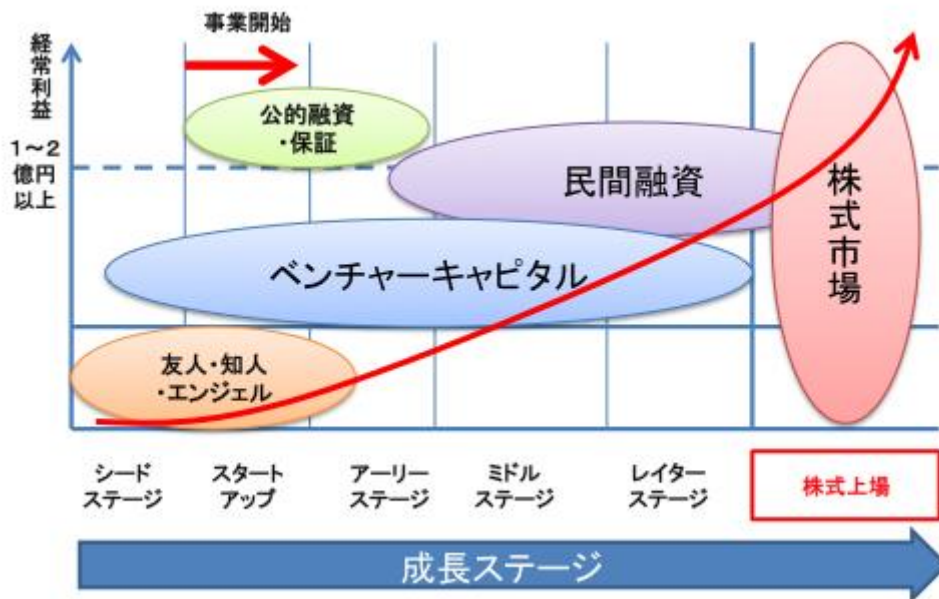 事業開始
経常利益
1～2
億円
以上
公的融資
・保証
民間融資
株式市場
ベンチャーキャピタル
友人・知人
・エンジェル
シード
ステージ
スタート
アップ
アーリー
ステージ
ミドル
ステージ
レイター
ステージ
株式上場
成長ステージ